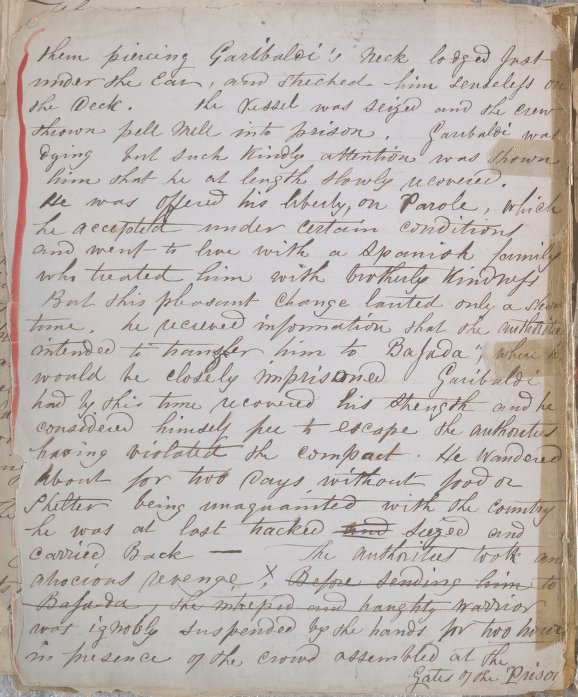 them piercing Garibaldi's Neck lodged just
under the Ear, and streched him senseless on
the Deck. the Vessel was seized and the crew
thrown pell mell into prison. Garibaldi was
dying but such kindly attention was shown
him that he at length slowly recovered.
He was offered his liberty, on Parole, which
he accepted under certain conditions
and went to live with a Spanish family
who treated him with brotherly kindness
But this pleasant change lasted only a short
time. he recieved information that the authorities
intended to transfer him to Bajada", where he
would be closely imprisoned Garibaldi
had by this time recovered his strength and he
considered himself free to escape the authorities
having violated the compact. He wandered
about for two days without food or
Shelter being unaquainted with the Country
he was at last tracked and seized and
carried Back — The authorities took an
atrocious revenge, X Before sending him to
Bajada, the intrepid and haughty warrior
was ignobly suspended by the hands for two hours
in presence of the crowd assembled at the
Gates of the Prison